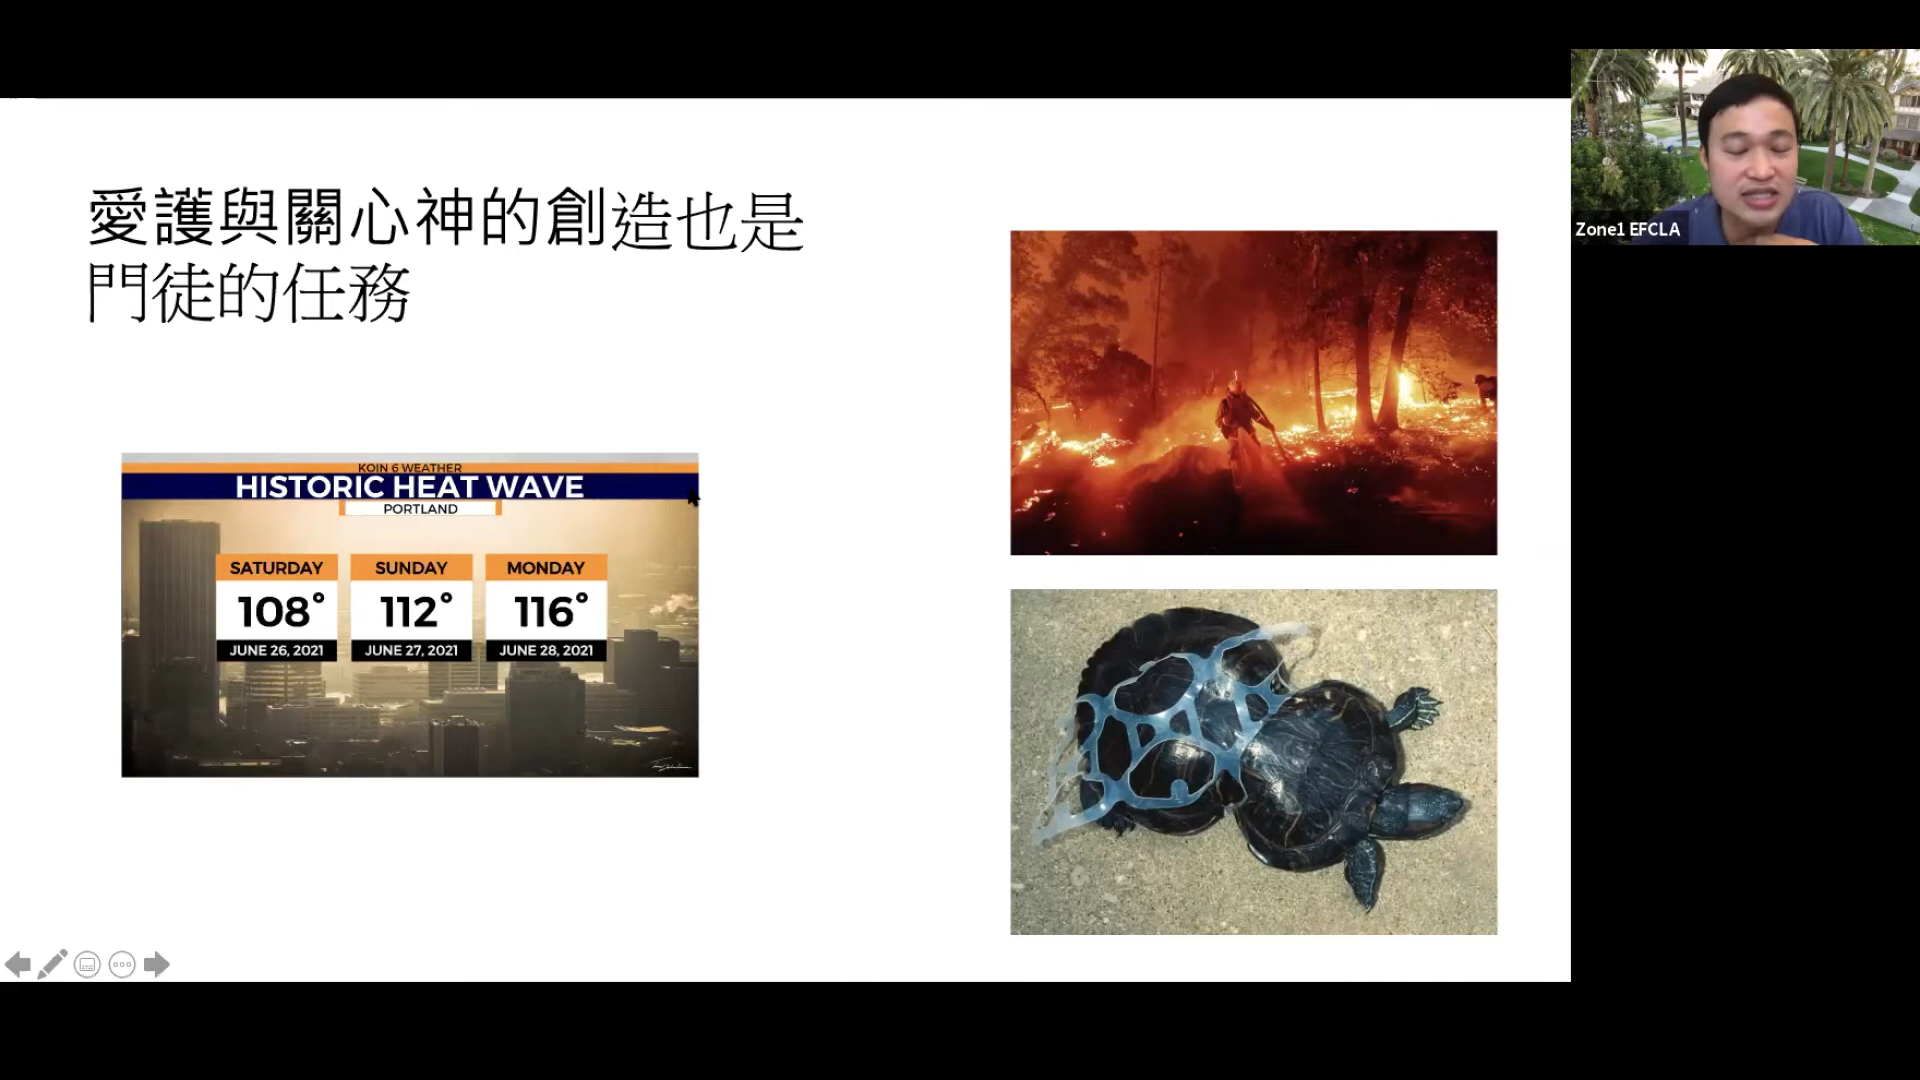 愛護與關心神的創造也是
門徒的任務
KOIN 6 WEATHER
HISTORIC HEAT WAVE
PORTLAND
SATURDAY SUNDAY MONDAY
108° 112° 116°
JUNE 26, 2021 JUNE 27, 2021 JUNE 28, 2021
Zone1 EFCLA